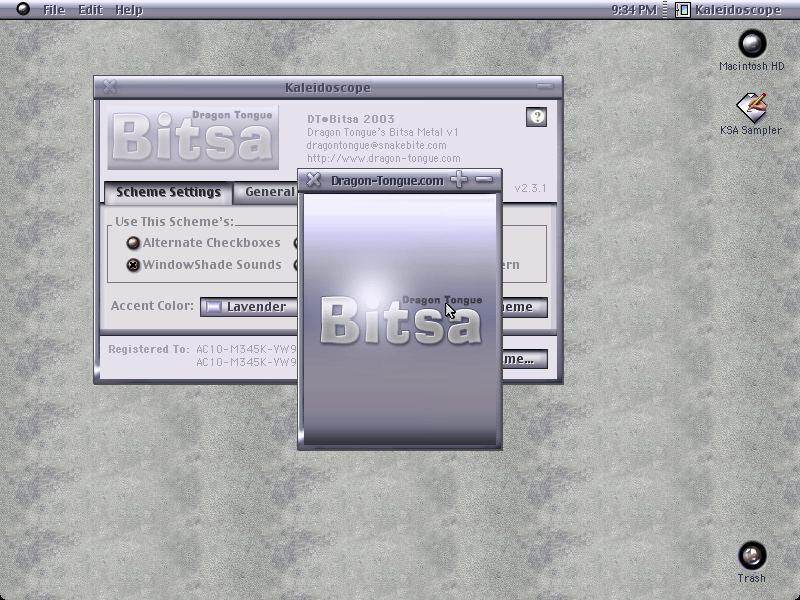 File Edit Help
9:34 PM Kaleidoscope
Macintosh HD
KSA Sampler
Kaleidoscope
Dragon Tongue
Bitsa
DT•Bitsa 2003
Dragon Tongue's Bitsa Metal v1
dragontongue@snakebite.com
http://www.dragon-tongue.com
?
v2.3.1
Scheme Settings
General
Dragon-Tongue.com
Use This Scheme's:
Alternate Checkboxes
WindowShade Sounds
Accent Color:
Lavender
Dragon Tongue
Bitsa
Registered To:
AC10-M345K-YW9
AC10-M345K-YW9
Trash